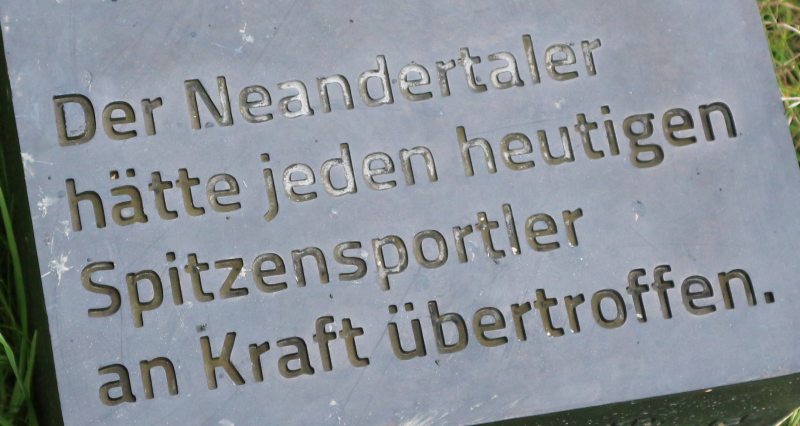 Der Neandertaler
hätte jeden heutigen
Spitzensportler
an Kraft übertroffen.